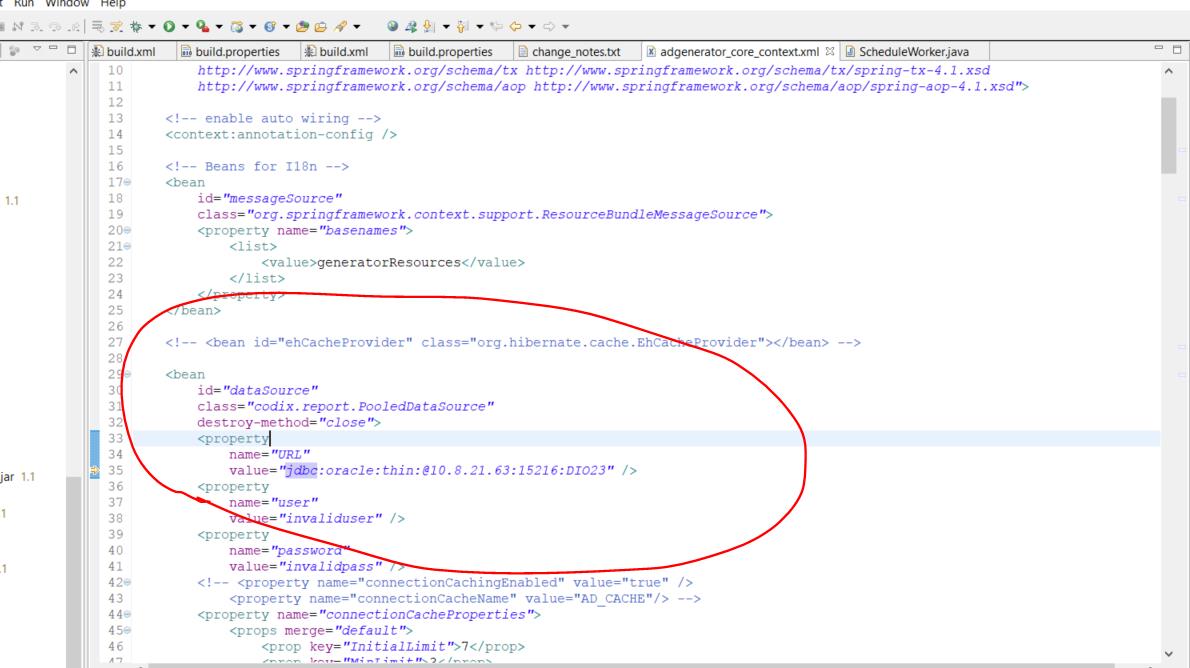 Run Window Help
build.xml build.properties build.xml build.properties change_notes.txt adgenerator_core_context.xml ScheduleWorker.java
10 http://www.springframework.org/schema/tx http://www.springframework.org/schema/tx/spring-tx-4.1.xsd
11 http://www.springframework.org/schema/aop http://www.springframework.org/schema/aop/spring-aop-4.1.xsd">
12
13 <!-- enable auto wiring -->
14 <context:annotation-config />
15
16 <!-- Beans for I18n -->
17 <bean
18 id="messageSource"
19 class="org.springframework.context.support.ResourceBundleMessageSource">
20 <property name="basenames">
21 <list>
22 <value>generatorResources</value>
23 </list>
24 </property>
25 </bean>
26
27 <!-- <bean id="ehCacheProvider" class="org.hibernate.cache.EhCacheProvider"></bean> -->
28
29 <bean
30 id="dataSource"
31 class="codix.report.PooledDataSource"
32 destroy-method="close">
33 <property
34 name="URL"
35 value="jdbc:oracle:thin:@10.8.21.63:15216:DIO23" />
36 <property
37 name="user"
38 value="invaliduser" />
39 <property
40 name="password"
41 value="invalidpass" />
42 <!-- <property name="connectionCachingEnabled" value="true" />
43 <property name="connectionCacheName" value="AD_CACHE"/> -->
44 <property name="connectionCacheProperties">
45 <props merge="default">
46 <prop key="InitialLimit">7</prop>
47 <prop key="MinLimit">3</prop>
1.1
jar 1.1
1
.1